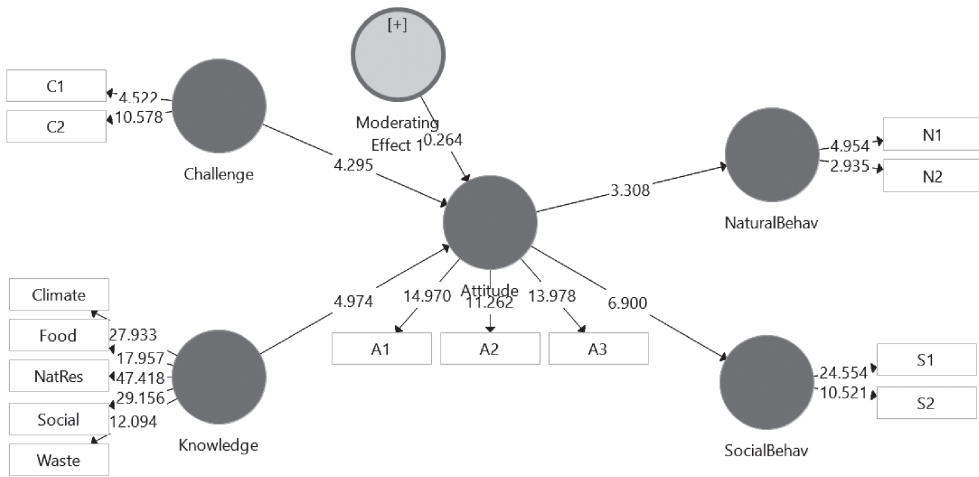 [+]
Moderating
Effect 1
0.264
C1
C2
4.522
10.578
Challenge
4.295
Climate
Food
NatRes
Social
Waste
27.933
17.957
47.418
29.156
12.094
Knowledge
4.974
Attitude
14.970
11.262
13.978
A1
A2
A3
3.308
6.900
NaturalBehav
4.954
2.935
N1
N2
SocialBehav
24.554
10.521
S1
S2